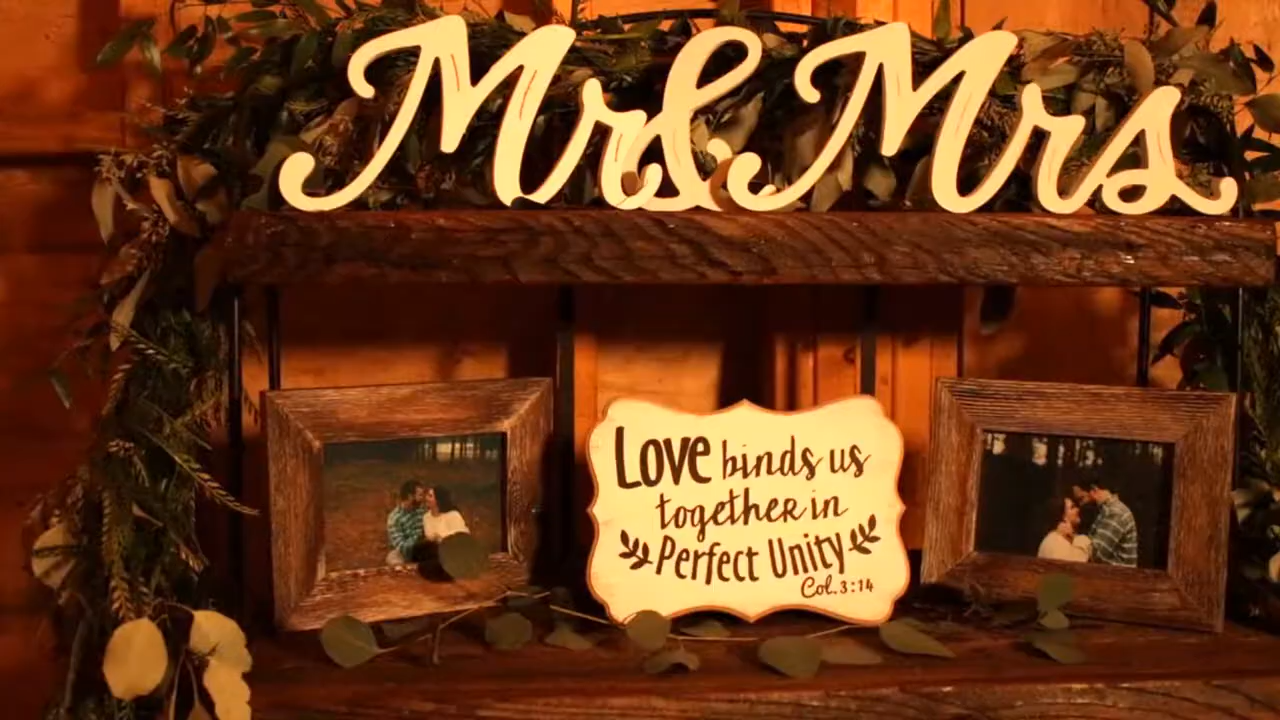 Mr & Mrs
Love binds us
together in
Perfect Unity
Col. 3:14